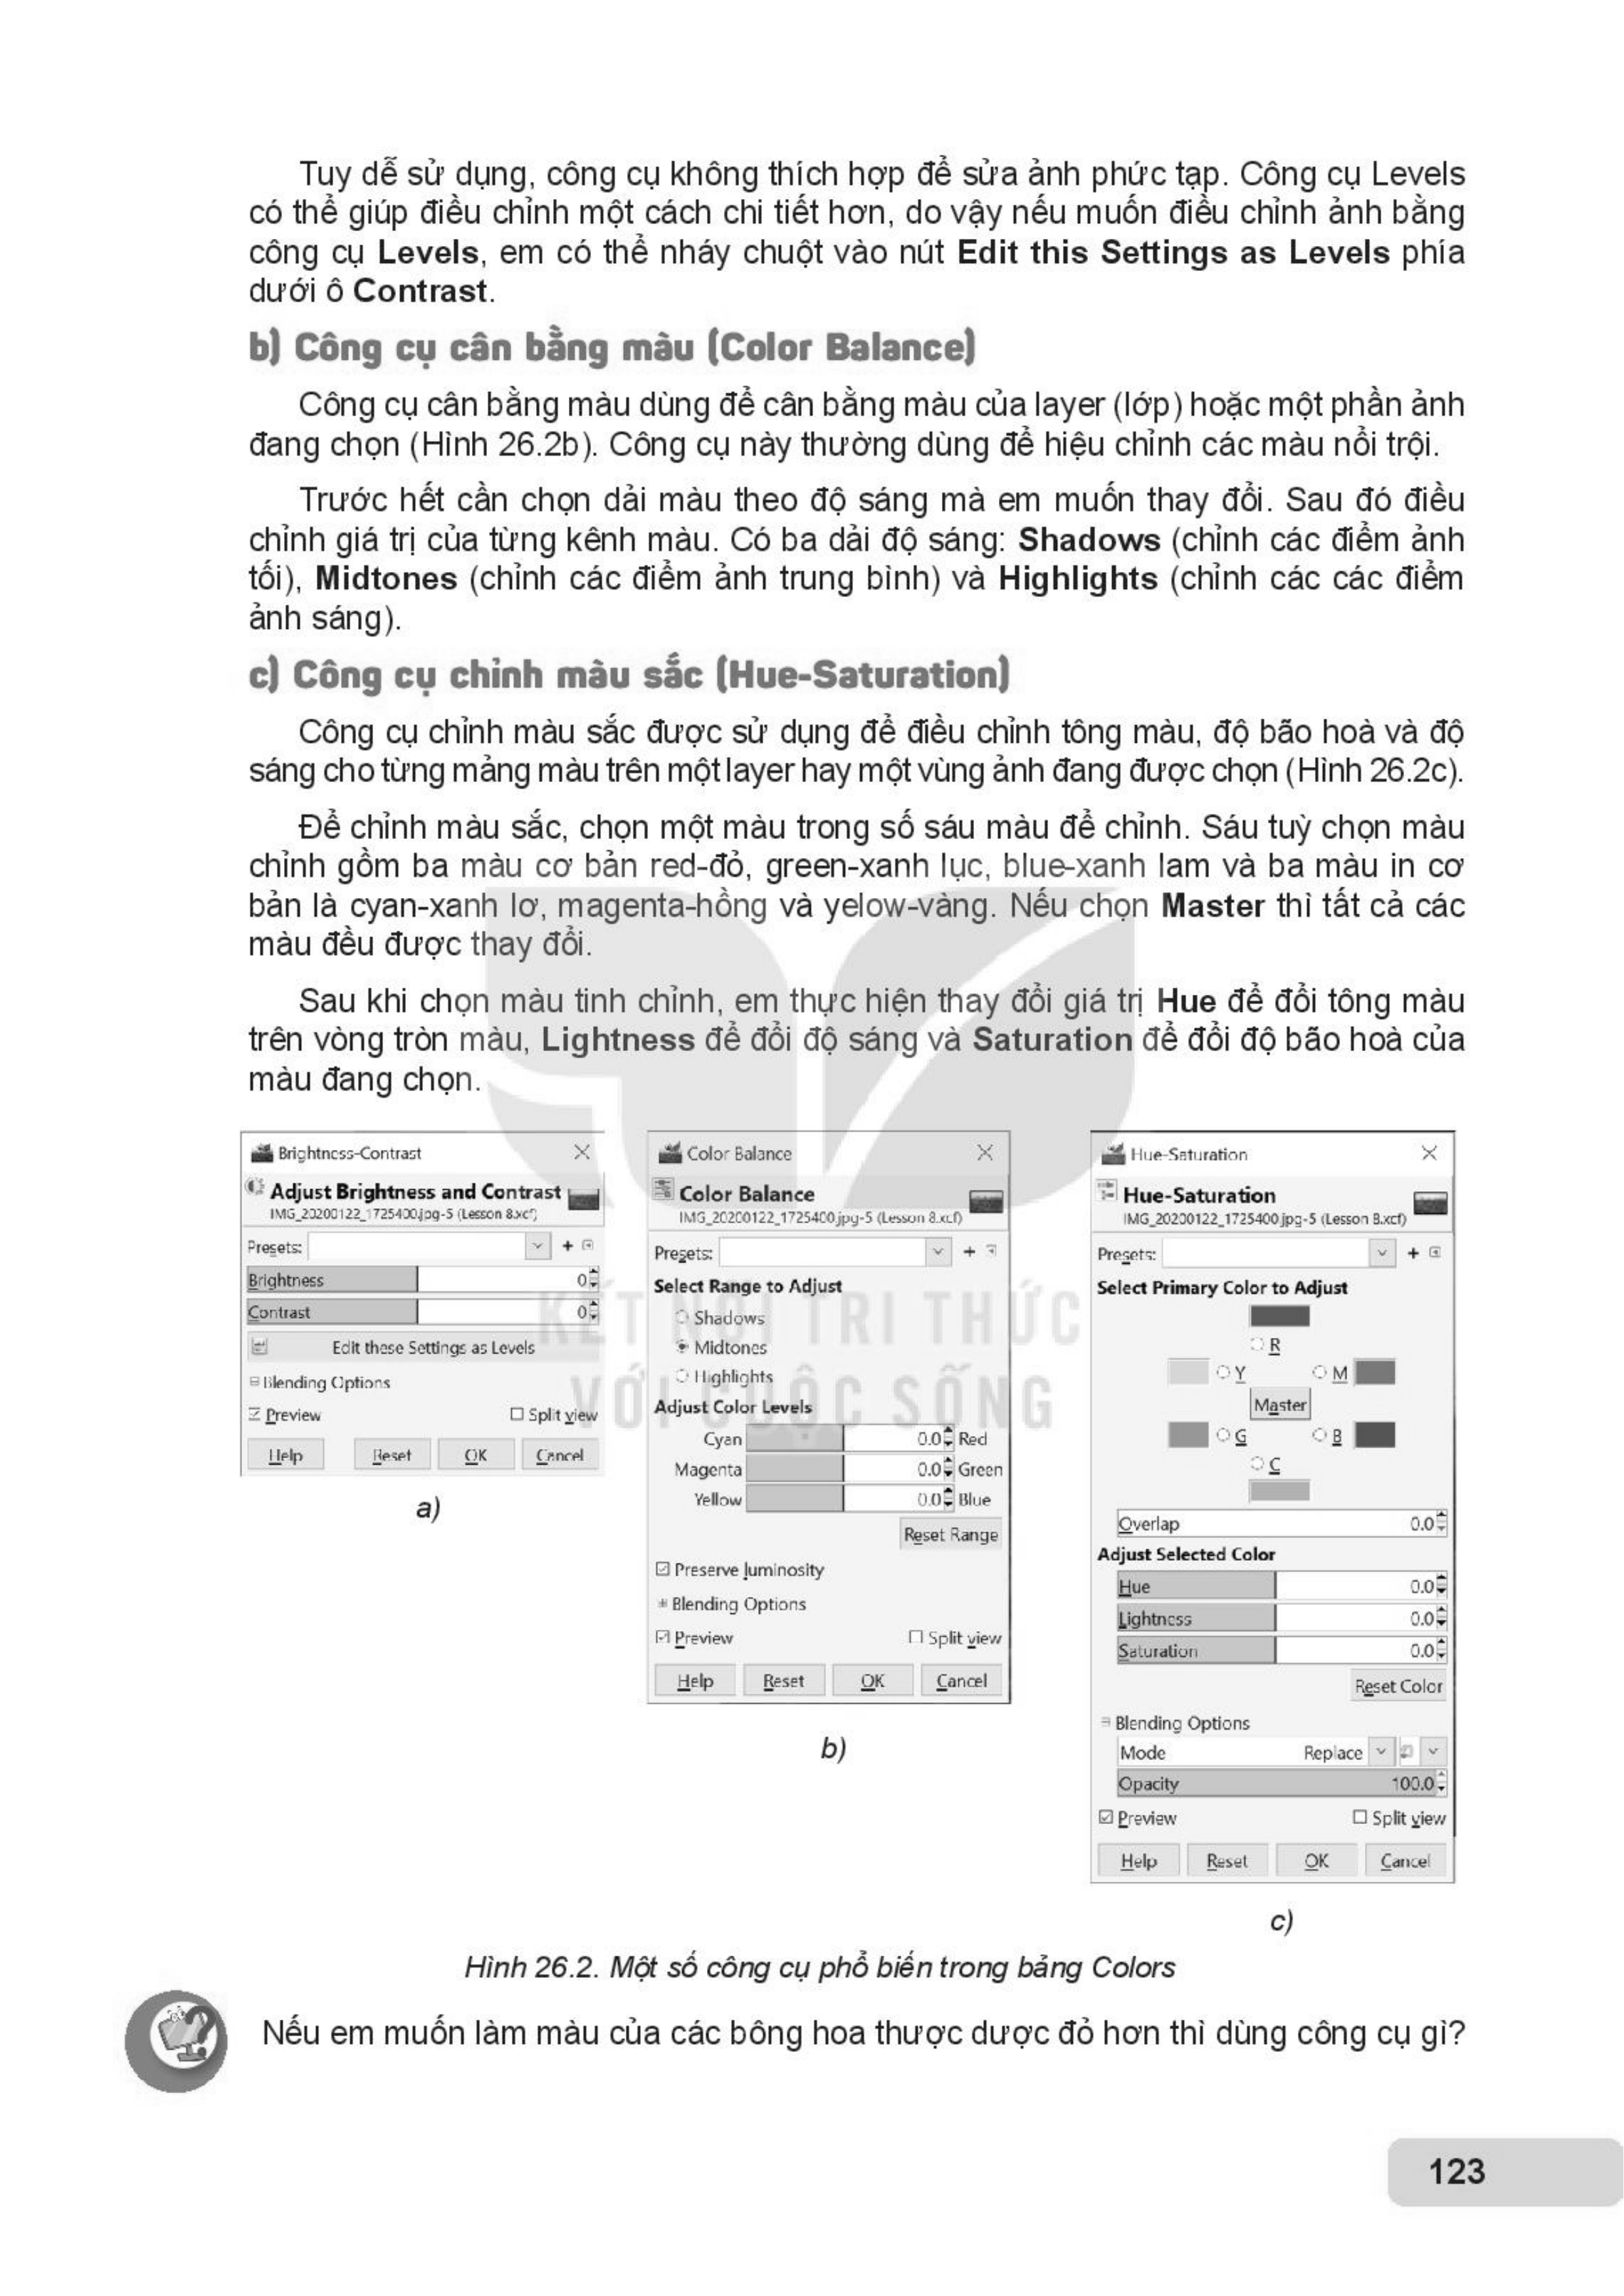 Tuy dễ sử dụng, công cụ không thích hợp để sửa ảnh phức tạp. Công cụ Levels
có thể giúp điều chỉnh một cách chi tiết hơn, do vậy nếu muốn điều chỉnh ảnh bằng
công cụ Levels, em có thể nháy chuột vào nút Edit this Settings as Levels phía
dưới ô Contrast.
b) Công cụ cân bằng màu (Color Balance)
Công cụ cân bằng màu dùng để cân bằng màu của layer (lớp) hoặc một phần ảnh
đang chọn (Hình 26.2b). Công cụ này thường dùng để hiệu chỉnh các màu nổi trội.
Trước hết cần chọn dải màu theo độ sáng mà em muốn thay đổi. Sau đó điều
chỉnh giá trị của từng kênh màu. Có ba dải độ sáng: Shadows (chỉnh các điểm ảnh
tối), Midtones (chỉnh các điểm ảnh trung bình) và Highlights (chỉnh các các điểm
ảnh sáng).
c) Công cụ chỉnh màu sắc (Hue-Saturation)
Công cụ chỉnh màu sắc được sử dụng để điều chỉnh tông màu, độ bão hoà và độ
sáng cho từng mảng màu trên một layer hay một vùng ảnh đang được chọn (Hình 26.2c).
Để chỉnh màu sắc, chọn một màu trong số sáu màu để chỉnh. Sáu tuỳ chọn màu
chỉnh gồm ba màu cơ bản red-đỏ, green-xanh lục, blue-xanh lam và ba màu in cơ
bản là cyan-xanh lơ, magenta-hồng và yelow-vàng. Nếu chọn Master thì tất cả các
màu đều được thay đổi.
Sau khi chọn màu tinh chỉnh, em thực hiện thay đổi giá trị Hue để đổi tông màu
trên vòng tròn màu, Lightness để đổi độ sáng và Saturation để đổi độ bão hoà của
màu đang chọn.
Brightness-Contrast
Adjust Brightness and Contrast
IMG_20200122_1725400.jpg-5 (Lesson 8.xcf)
Presets:
Brightness 0
Contrast 0
Edit these Settings as Levels
Blending Options
Preview Split view
Help Reset OK Cancel
a)
Color Balance
Color Balance
IMG_20200122_1725400.jpg-5 (Lesson 8.xcf)
Presets:
Select Range to Adjust
Shadows
Midtones
Highlights
Adjust Color Levels
Cyan 0.0 Red
Magenta 0.0 Green
Yellow 0.0 Blue
Reset Range
Preserve luminosity
Blending Options
Preview Split view
Help Reset OK Cancel
b)
Hue-Saturation
Hue-Saturation
IMG_20200122_1725400.jpg-5 (Lesson 8.xcf)
Presets:
Select Primary Color to Adjust
R
Y M
Master
G B
C
Overlap 0.0
Adjust Selected Color
Hue 0.0
Lightness 0.0
Saturation 0.0
Reset Color
Blending Options
Mode Replace
Opacity 100.0
Preview Split view
Help Reset OK Cancel
c)
KẾT NỐI TRI THỨC
VỚI CUỘC SỐNG
Hình 26.2. Một số công cụ phổ biến trong bảng Colors
Nếu em muốn làm màu của các bông hoa thược dược đỏ hơn thì dùng công cụ gì?
123